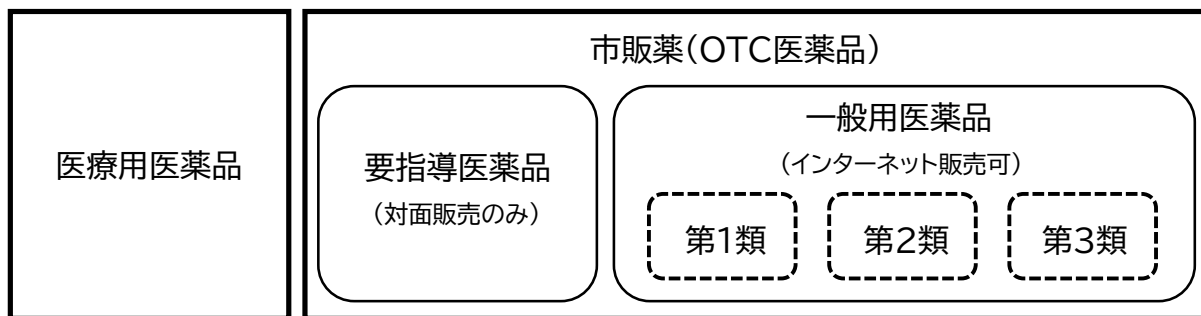 医療用医薬品
市販薬(OTC医薬品)
要指導医薬品
(対面販売のみ)
一般用医薬品
(インターネット販売可)
第1類
第2類
第3類